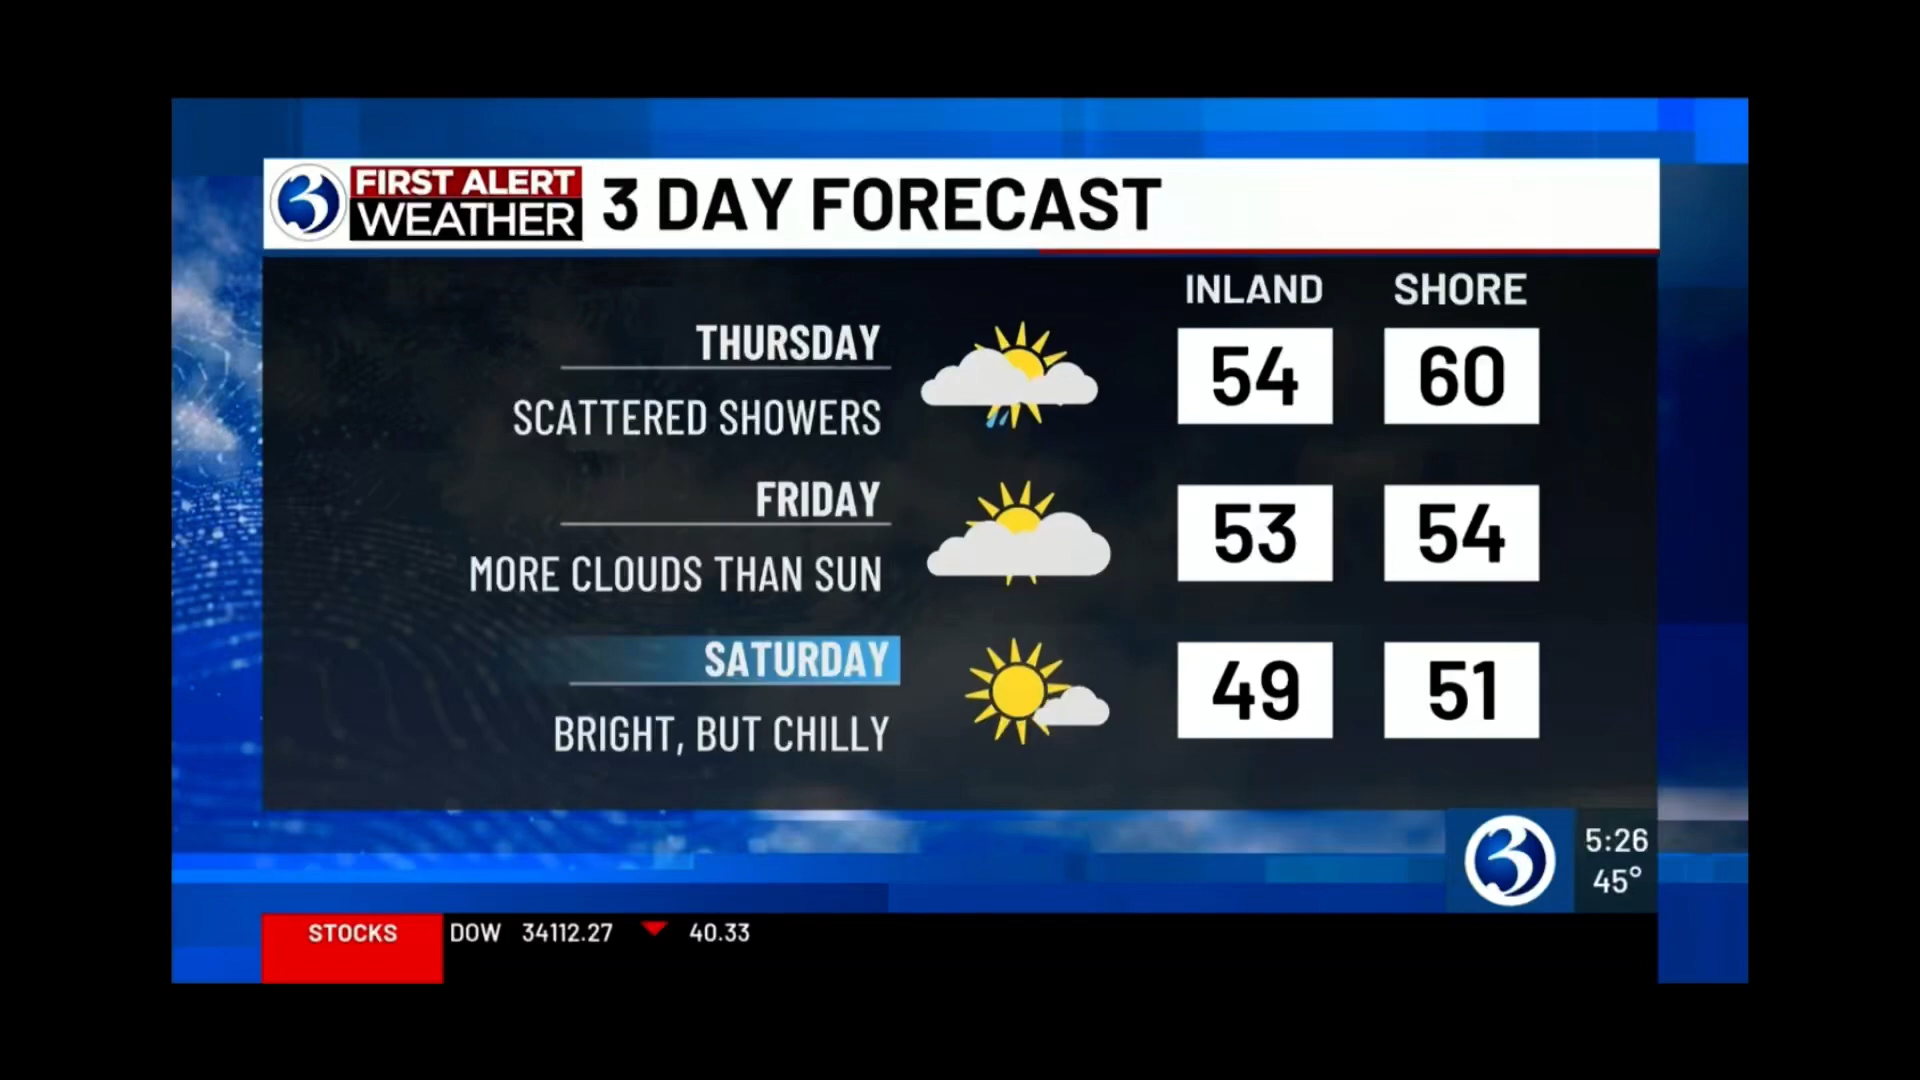 3 FIRST ALERT
WEATHER
3 DAY FORECAST
INLAND SHORE
THURSDAY
SCATTERED SHOWERS
54 60
FRIDAY
MORE CLOUDS THAN SUN
53 54
SATURDAY
BRIGHT, BUT CHILLY
49 51
3
5:26
45°
STOCKS DOW 34112.27 40.33